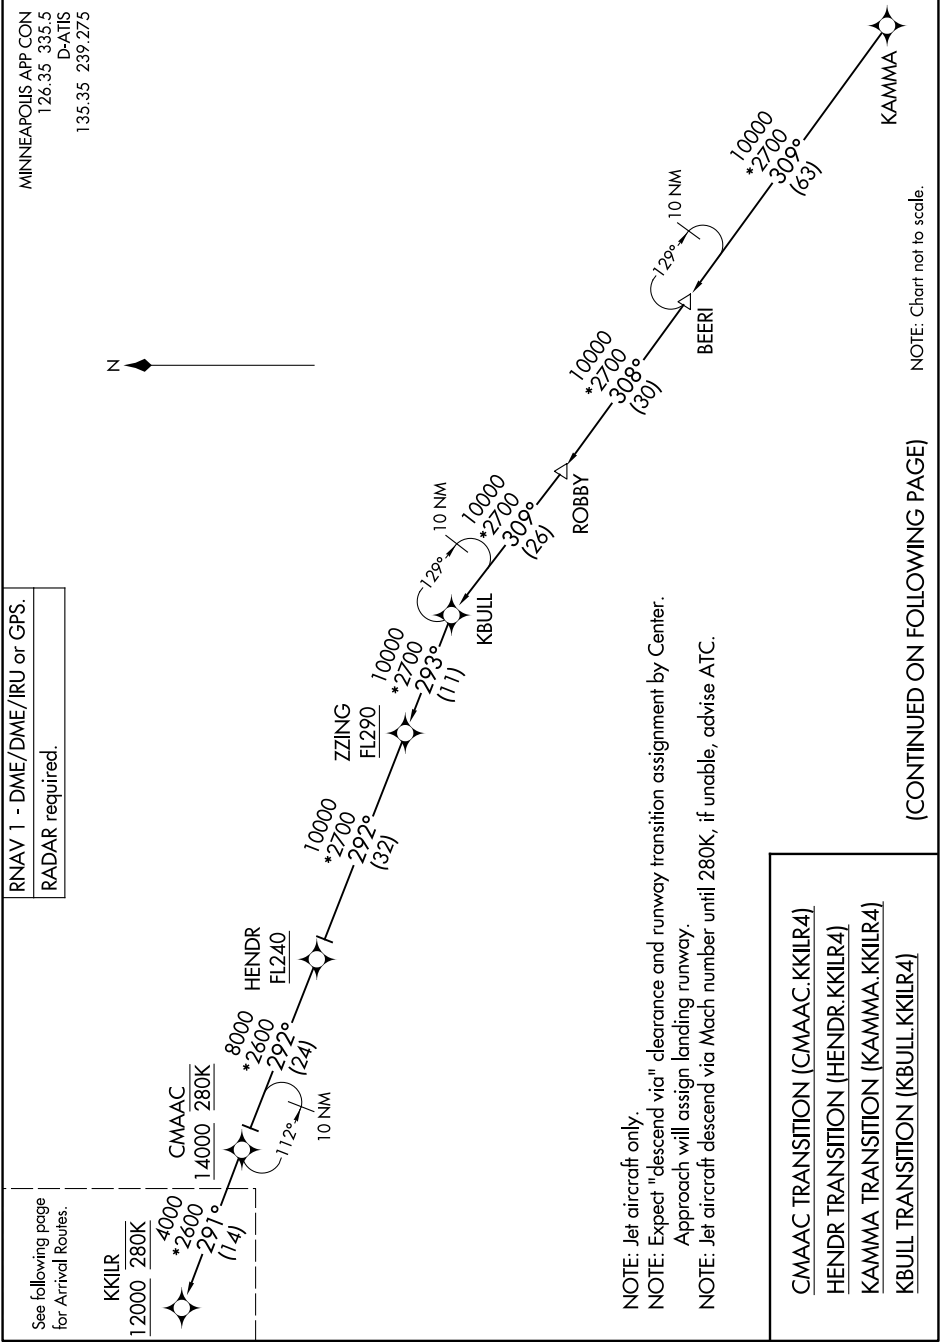 MINNEAPOLIS APP CON
126.35 335.5
D-ATIS
135.35 239.275
RNAV 1 - DME/DME/IRU or GPS.
RADAR required.
See following page
for Arrival Routes.
N
KKILR
12000 280K
4000
*2600
291°
(14)
CMAAC
14000 280K
112°
10 NM
8000
*2600
292°
(24)
HENDR
FL240
10000
*2700
292°
(32)
ZZING
FL290
10000
*2700
293°
(11)
KBULL
129°
10 NM
10000
*2700
309°
(26)
ROBBY
10000
*2700
308°
(30)
BEERI
129°
10 NM
10000
*2700
309°
(63)
KAMMA
NOTE: Jet aircraft only.
NOTE: Expect "descend via" clearance and runway transition assignment by Center.
Approach will assign landing runway.
NOTE: Jet aircraft descend via Mach number until 280K, if unable, advise ATC.
NOTE: Chart not to scale.
CMAAC TRANSITION (CMAAC.KKILR4)
HENDR TRANSITION (HENDR.KKILR4)
KAMMA TRANSITION (KAMMA.KKILR4)
KBULL TRANSITION (KBULL.KKILR4)
(CONTINUED ON FOLLOWING PAGE)